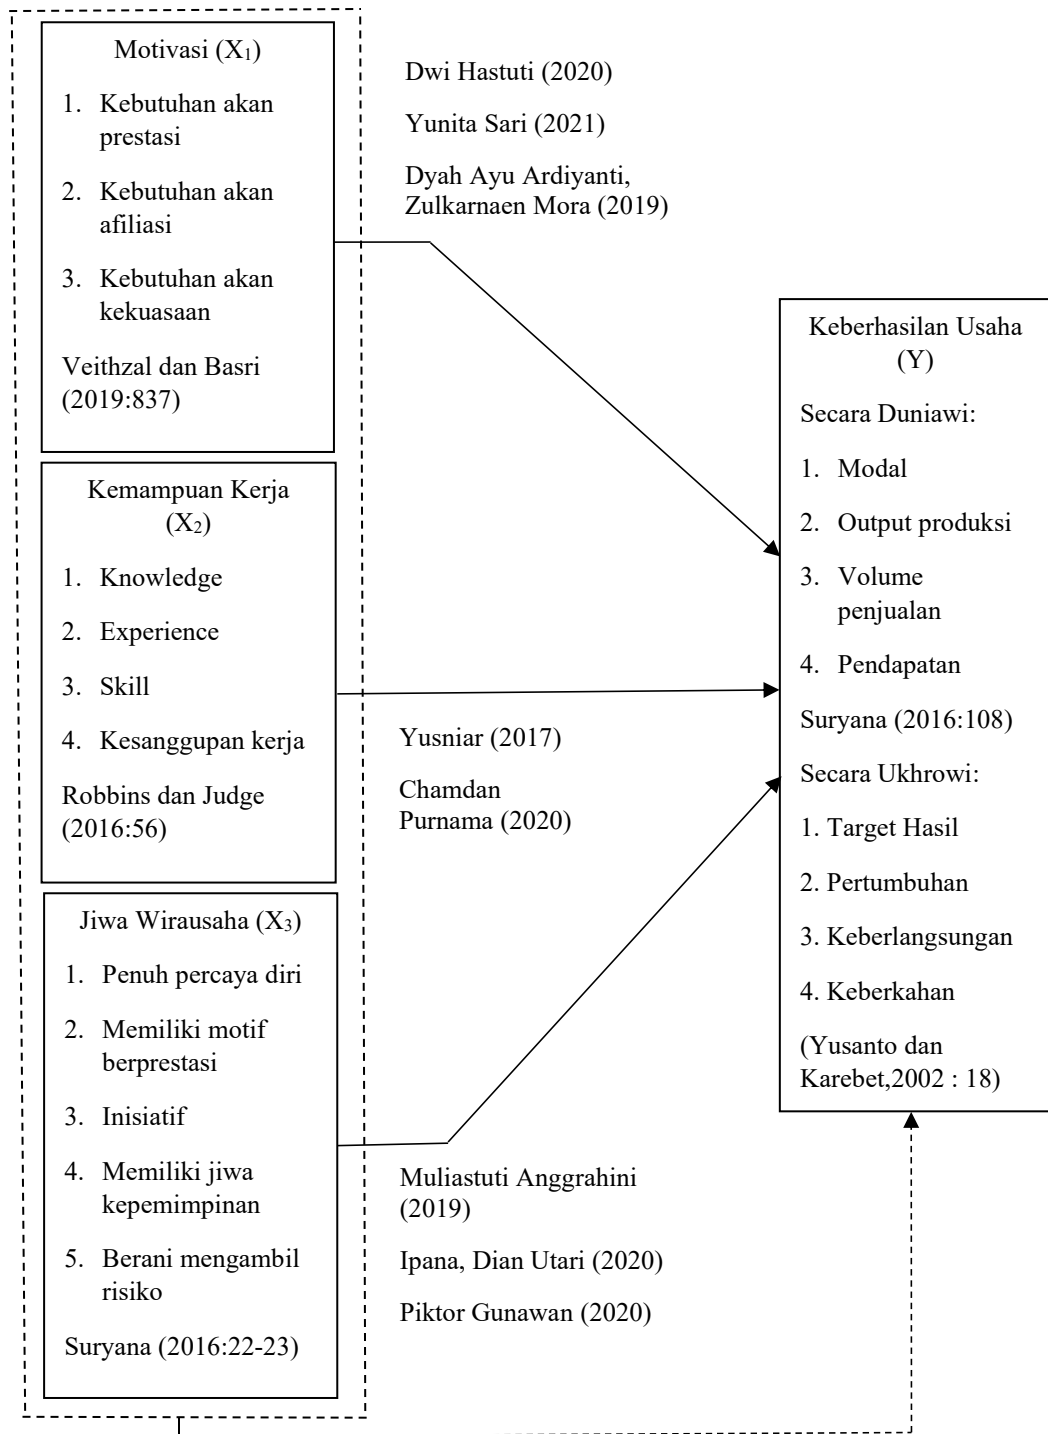 Motivasi (X₁)
1. Kebutuhan akan
prestasi
2. Kebutuhan akan
afiliasi
3. Kebutuhan akan
kekuasaan
Veithzal dan Basri
(2019:837)
Dwi Hastuti (2020)
Yunita Sari (2021)
Dyah Ayu Ardiyanti,
Zulkarnaen Mora (2019)
Kemampuan Kerja
(X₂)
1. Knowledge
2. Experience
3. Skill
4. Kesanggupan kerja
Robbins dan Judge
(2016:56)
Yusniar (2017)
Chamdan
Purnama (2020)
Jiwa Wirausaha (X₃)
1. Penuh percaya diri
2. Memiliki motif
berprestasi
3. Inisiatif
4. Memiliki jiwa
kepemimpinan
5. Berani mengambil
risiko
Suryana (2016:22-23)
Muliastuti Anggrahini
(2019)
Ipana, Dian Utari (2020)
Piktor Gunawan (2020)
Keberhasilan Usaha
(Y)
Secara Duniawi:
1. Modal
2. Output produksi
3. Volume
penjualan
4. Pendapatan
Suryana (2016:108)
Secara Ukhrowi:
1. Target Hasil
2. Pertumbuhan
3. Keberlangsungan
4. Keberkahan
(Yusanto dan
Karebet,2002 : 18)